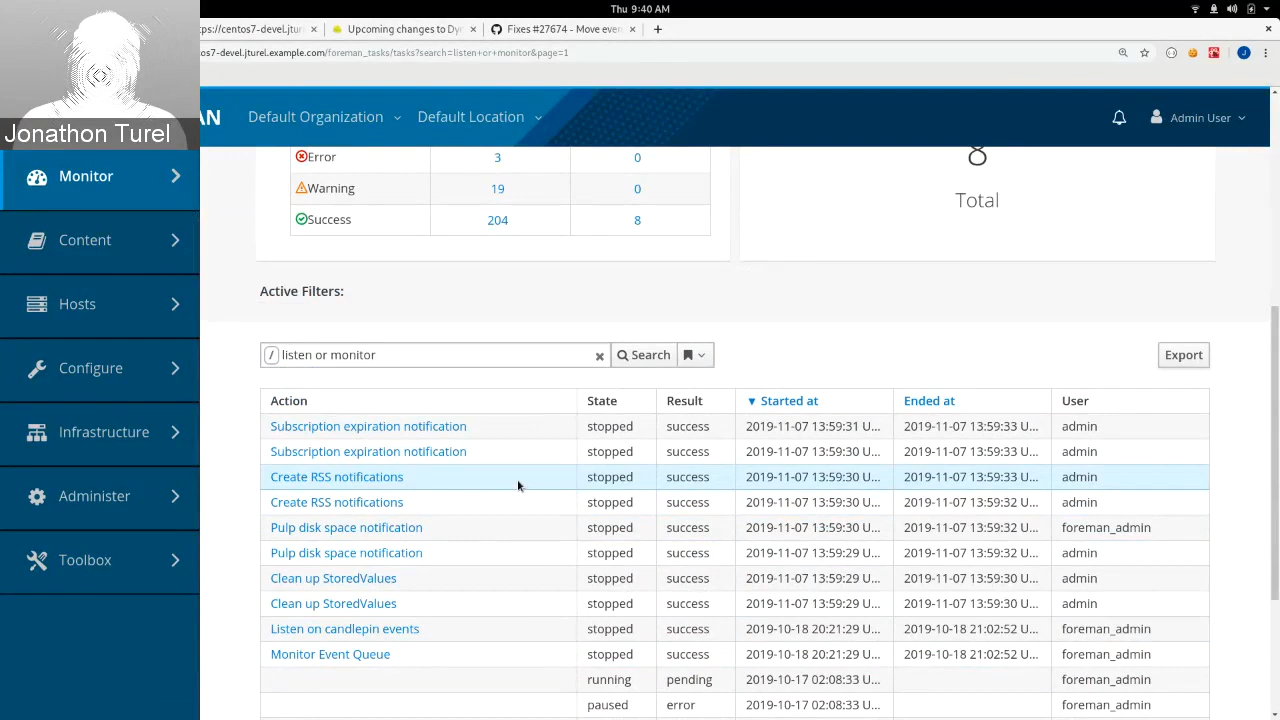 Thu 9:40 AM
ps://centos7-devel.jturel.e
Upcoming changes to Dyn
Fixes #27674 - Move even
os7-devel.jturel.example.com/foreman_tasks/tasks?search=listen+or+monitor&page=1
AN Default Organization Default Location Admin User
Jonathon Turel
Monitor
Content
Hosts
Configure
Infrastructure
Administer
Toolbox
Error 3 0
Warning 19 0
Success 204 8
8
Total
Active Filters:
/ listen or monitor Search Export
Action State Result Started at Ended at User
Subscription expiration notification stopped success 2019-11-07 13:59:31 U... 2019-11-07 13:59:33 U... admin
Subscription expiration notification stopped success 2019-11-07 13:59:30 U... 2019-11-07 13:59:33 U... admin
Create RSS notifications stopped success 2019-11-07 13:59:30 U... 2019-11-07 13:59:33 U... admin
Create RSS notifications stopped success 2019-11-07 13:59:30 U... 2019-11-07 13:59:32 U... admin
Pulp disk space notification stopped success 2019-11-07 13:59:30 U... 2019-11-07 13:59:32 U... foreman_admin
Pulp disk space notification stopped success 2019-11-07 13:59:29 U... 2019-11-07 13:59:32 U... admin
Clean up StoredValues stopped success 2019-11-07 13:59:29 U... 2019-11-07 13:59:30 U... admin
Clean up StoredValues stopped success 2019-11-07 13:59:29 U... 2019-11-07 13:59:30 U... admin
Listen on candlepin events stopped success 2019-10-18 20:21:29 U... 2019-10-18 21:02:52 U... foreman_admin
Monitor Event Queue stopped success 2019-10-18 20:21:29 U... 2019-10-18 21:02:52 U... foreman_admin
running pending 2019-10-17 02:08:33 U... foreman_admin
paused error 2019-10-17 02:08:33 U... foreman_admin